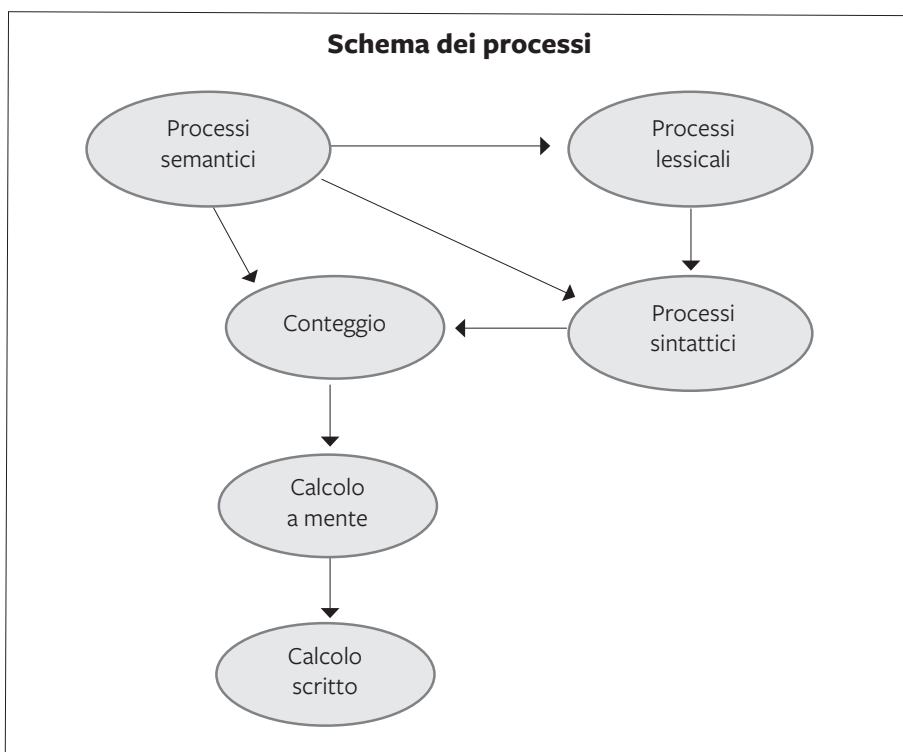 Schema dei processi
Processi
semantici
Processi
lessicali
Conteggio
Processi
sintattici
Calcolo
a mente
Calcolo
scritto